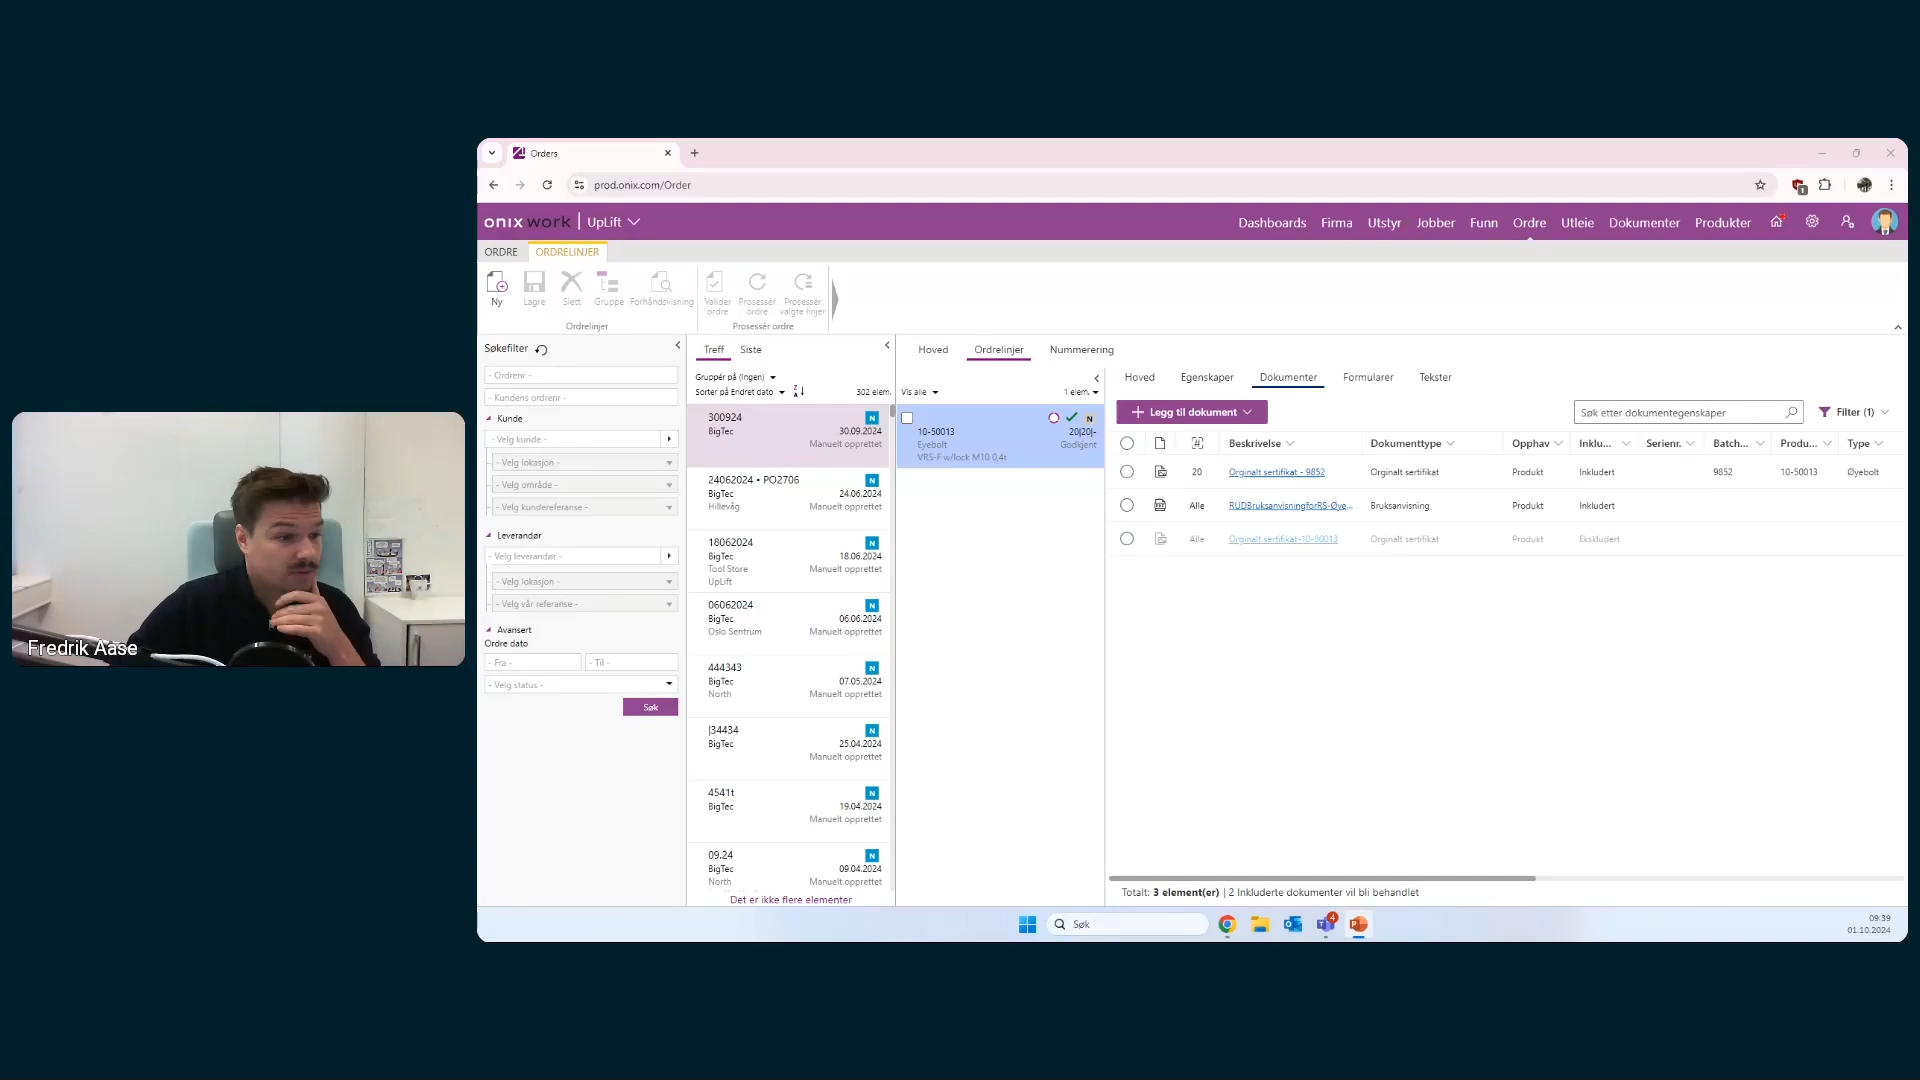 Orders
prod.onix.com/Order
onix work | UpLift
Dashboards Firma Utstyr Jobber Funn Ordre Utleie Dokumenter Produkter
ORDRE ORDRELINJER
Ny Lagre Slett Gruppe Forhåndsvisning Valider ordre Prosessér ordre Prosessér valgte linjer
Ordrelinjer Prosessér ordre
Søkefilter
- Ordrenr -
- Kundens ordrenr -
Kunde
- Velg kunde -
- Velg lokasjon -
- Velg område -
- Velg kundereferanse -
Leverandør
- Velg leverandør -
- Velg lokasjon -
- Velg vår referanse -
Avansert
Ordre dato
- Fra - - Til -
- Velg status -
Søk
Treff Siste
Gruppér på (Ingen)
Sorter på Endret dato ZA 302 elem.
300924 N
BigTec 30.09.2024
Manuelt opprettet
24062024 • PO2706 N
BigTec 24.06.2024
Hillevåg Manuelt opprettet
18062024 N
BigTec 18.06.2024
Tool Store Manuelt opprettet
UpLift
06062024 N
BigTec 06.06.2024
Oslo Sentrum Manuelt opprettet
444343 N
BigTec 07.05.2024
North Manuelt opprettet
|34434 N
BigTec 25.04.2024
Manuelt opprettet
4541t N
BigTec 19.04.2024
Manuelt opprettet
09.24 N
BigTec 09.04.2024
North Manuelt opprettet
Det er ikke flere elementer
Hoved Ordrelinjer Nummerering
Vis alle 1 elem.
N
10-50013 20|20|-
Eyebolt Godkjent
VRS-F w/lock M10 0,4t
Hoved Egenskaper Dokumenter Formularer Tekster
Legg til dokument Søk etter dokumentegenskaper Filter (1)
Beskrivelse Dokumenttype Opphav Inklu... Serienr. Batch... Produ... Type
20 Orginalt sertifikat - 9852 Orginalt sertifikat Produkt Inkludert 9852 10-50013 Øyebolt
Alle RUDBruksanvisningforRS-Øye... Bruksanvisning Produkt Inkludert
Alle Orginalt sertifikat-10-50013 Orginalt sertifikat Produkt Ekskludert
Totalt: 3 element(er) | 2 Inkluderte dokumenter vil bli behandlet
Søk
4
09:39
01.10.2024
Fredrik Aase